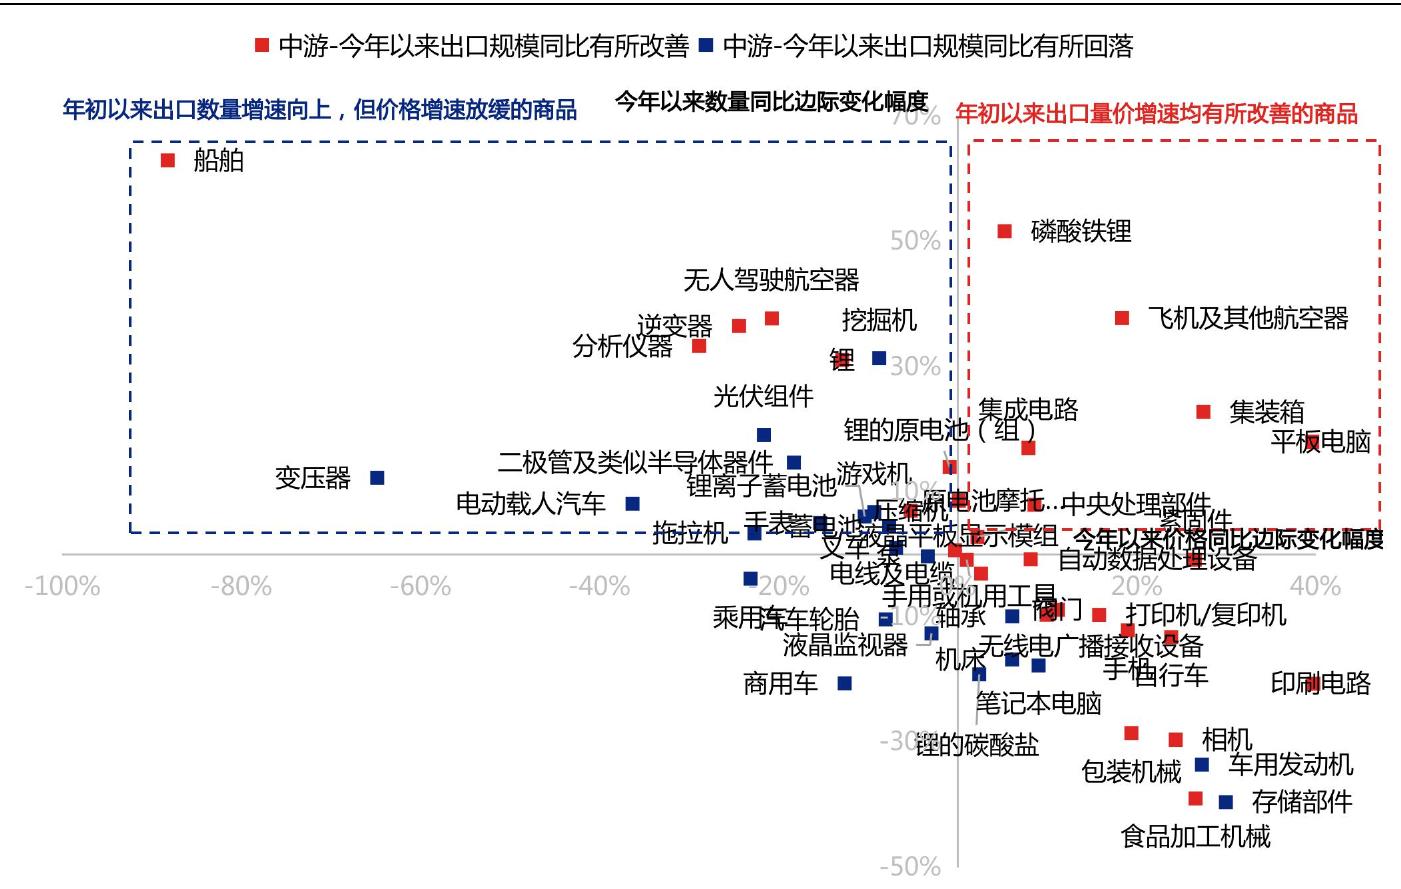 中游-今年以来出口规模同比有所改善 中游-今年以来出口规模同比有所回落
年初以来出口数量增速向上，但价格增速放缓的商品
今年以来数量同比边际变化幅度
年初以来出口量价增速均有所改善的商品
70%
船舶
磷酸铁锂
50%
无人驾驶航空器
逆变器
挖掘机
飞机及其他航空器
分析仪器
锂
30%
光伏组件
集成电路
集装箱
锂的原电池（组）
平板电脑
变压器
二极管及类似半导体器件
游戏机
锂离子蓄电池
10%
电动载人汽车
压缩机
原电池
摩托...
中央处理部件
紧固件
拖拉机
手表
蓄电池
液晶平板显示模组
今年以来价格同比边际变化幅度
叉车
泵
自动数据处理设备
电线及电缆
-100%
-80%
-60%
-40%
-20%
0%
20%
40%
手用或机用工具
阀门
乘用车
汽车轮胎
-10%
轴承
打印机/复印机
液晶监视器
无线电广播接收设备
机床
手机
自行车
商用车
印刷电路
笔记本电脑
-30%
锂的碳酸盐
相机
包装机械
车用发动机
存储部件
食品加工机械
-50%